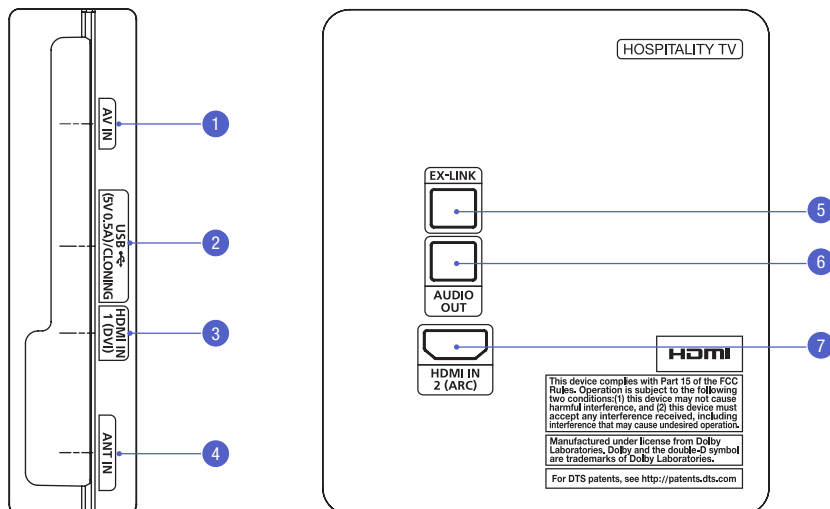 AV IN
1
USB
(5V 0.5A)/CLONING
2
HDMI IN
1 (DVI)
3
ANT IN
4
HOSPITALITY TV
EX-LINK
5
6
AUDIO
OUT
7
HDMI IN
2 (ARC)
HDMI
This device complies with Part 15 of the FCC
Rules. Operation is subject to the following
two conditions:(1) this device may not cause
harmful interference, and (2) this device must
accept any interference received, including
interference that may cause undesired operation.
Manufactured under license from Dolby
Laboratories. Dolby and the double-D symbol
are trademarks of Dolby Laboratories.
For DTS patents, see http://patents.dts.com